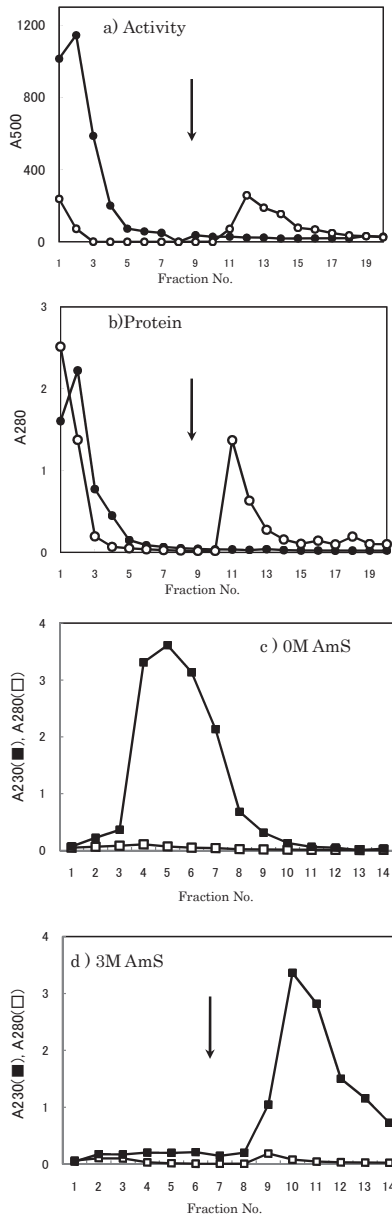 a) Activity
A500
1200
800
400
0
1 3 5 7 9 11 13 15 17 19
Fraction No.
b)Protein
A280
3
2
1
0
1 3 5 7 9 11 13 15 17 19
Fraction No.
c ) 0M AmS
A230(■), A280(□)
4
3
2
1
0
1 2 3 4 5 6 7 8 9 10 11 12 13 14
Fraction No.
d ) 3M AmS
A230(■), A280(□)
4
3
2
1
0
1 2 3 4 5 6 7 8 9 10 11 12 13 14
Fraction No.